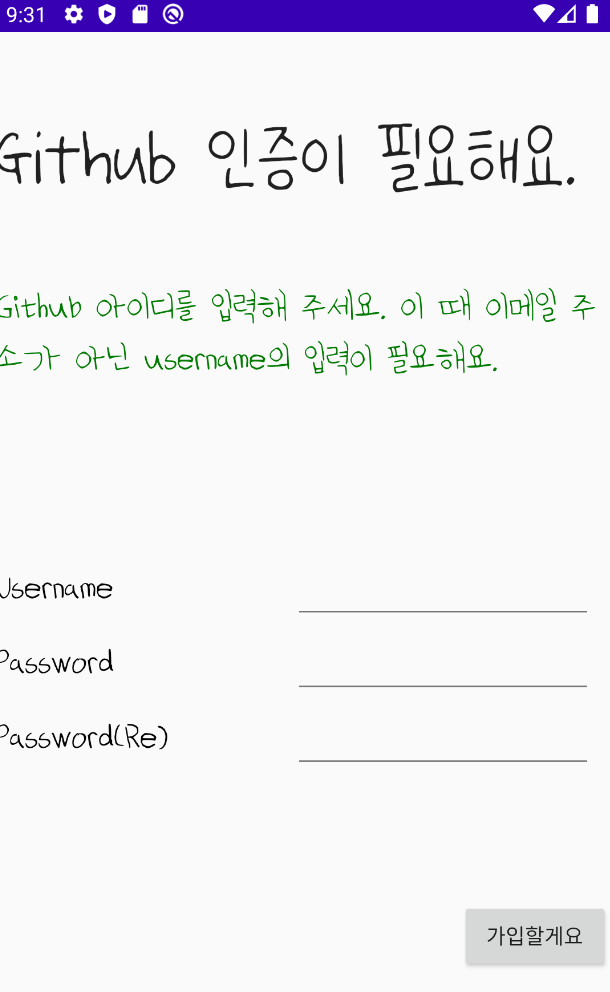 9:31
Github 인증이 필요해요.
Github 아이디를 입력해 주세요. 이 때 이메일 주
소가 아닌 username의 입력이 필요해요.
Username
Password
Password(Re)
가입할게요